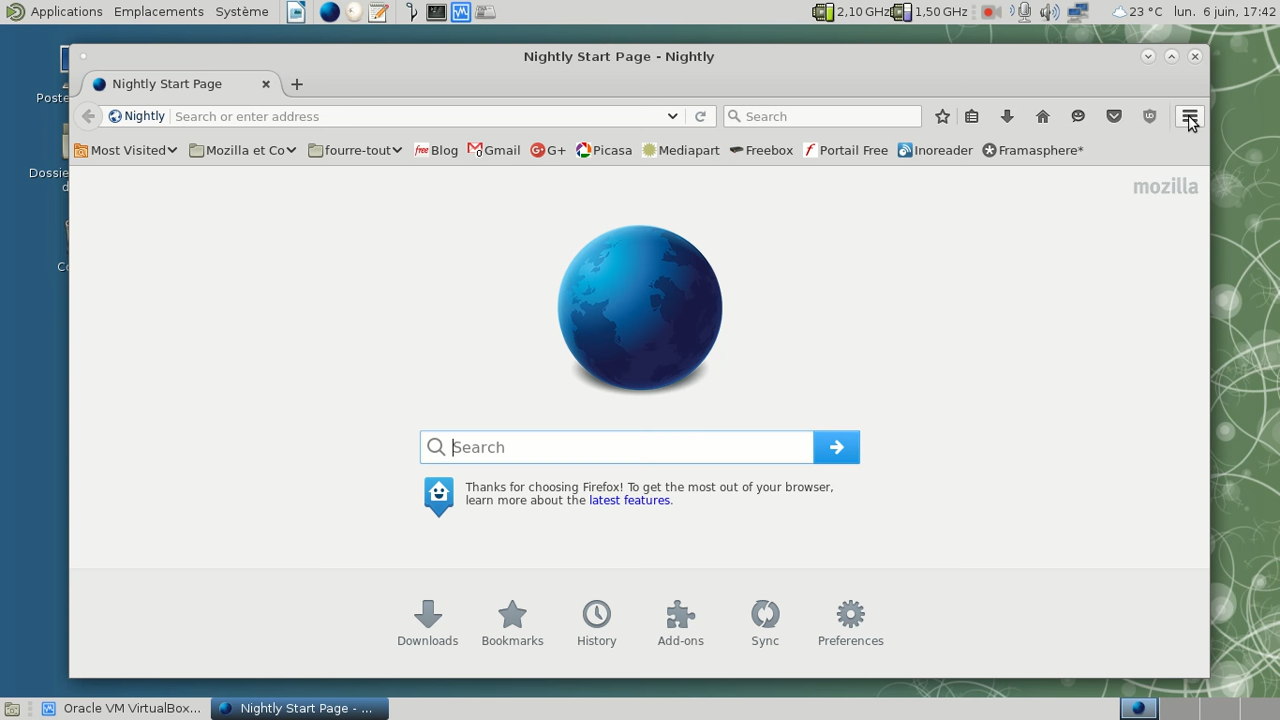 Applications Emplacements Système 2,10 GHz 1,50 GHz 23 °C lun. 6 juin, 17:42
Nightly Start Page - Nightly
Nightly Start Page
Nightly Search or enter address Search
Most Visited Mozilla et Co fourre-tout free Blog Gmail G+ Picasa Mediapart Freebox Portail Free Inoreader Framasphere*
mozilla
Search
Thanks for choosing Firefox! To get the most out of your browser,
learn more about the latest features.
Downloads Bookmarks History Add-ons Sync Preferences
Oracle VM VirtualBox... Nightly Start Page - ...